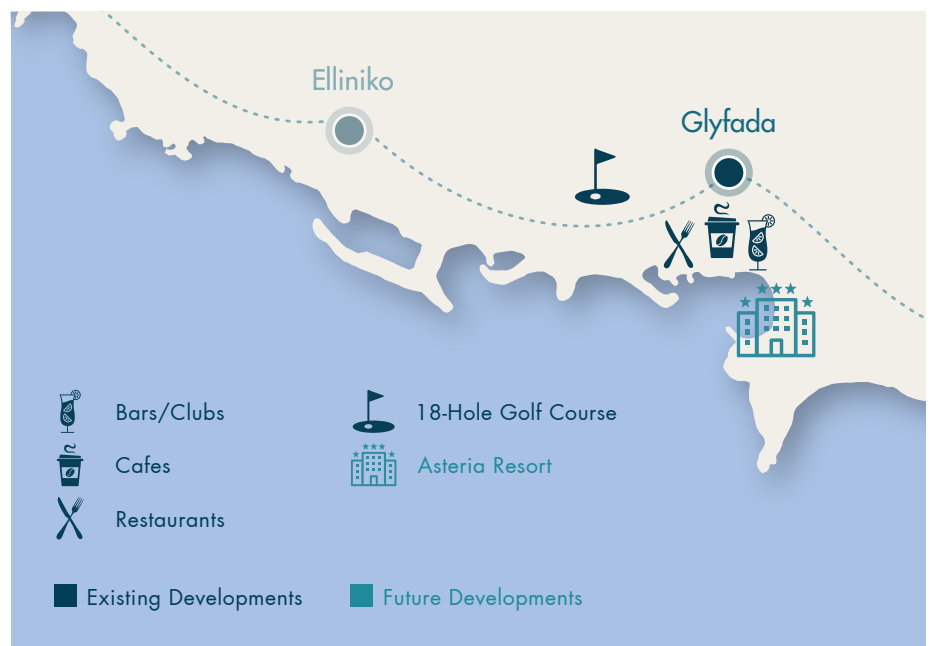 Elliniko
Glyfada
Bars/Clubs
18-Hole Golf Course
Cafes
Asteria Resort
Restaurants
Existing Developments
Future Developments